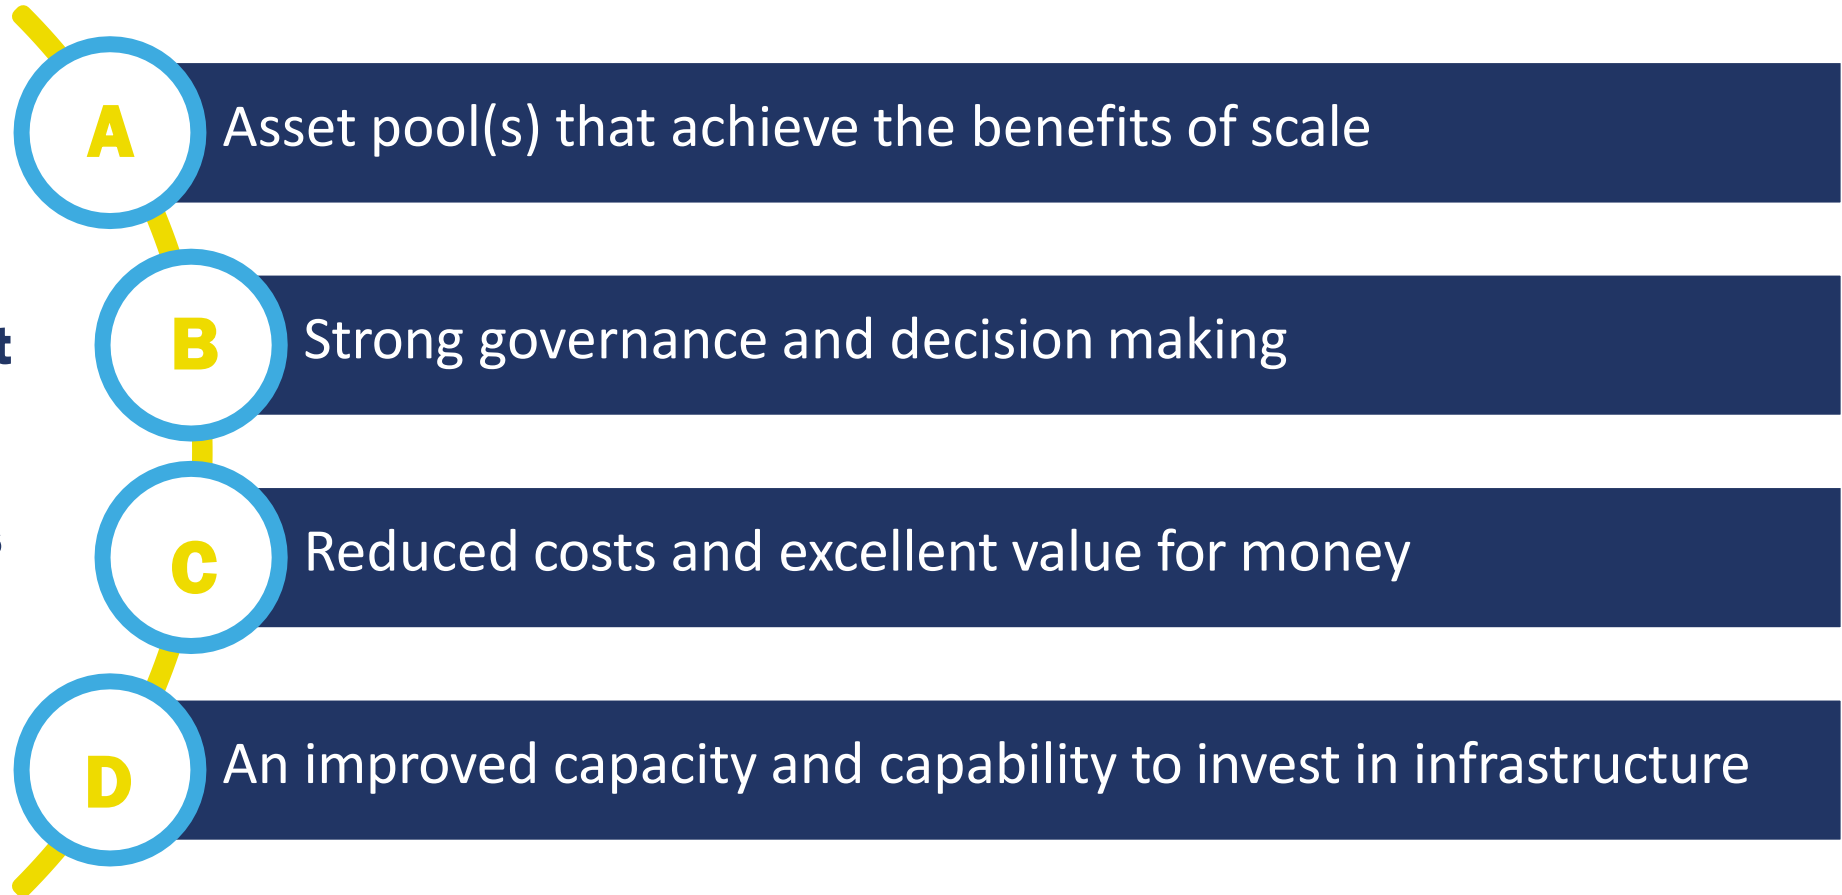 A
Asset pool(s) that achieve the benefits of scale
B
Strong governance and decision making
C
Reduced costs and excellent value for money
D
An improved capacity and capability to invest in infrastructure